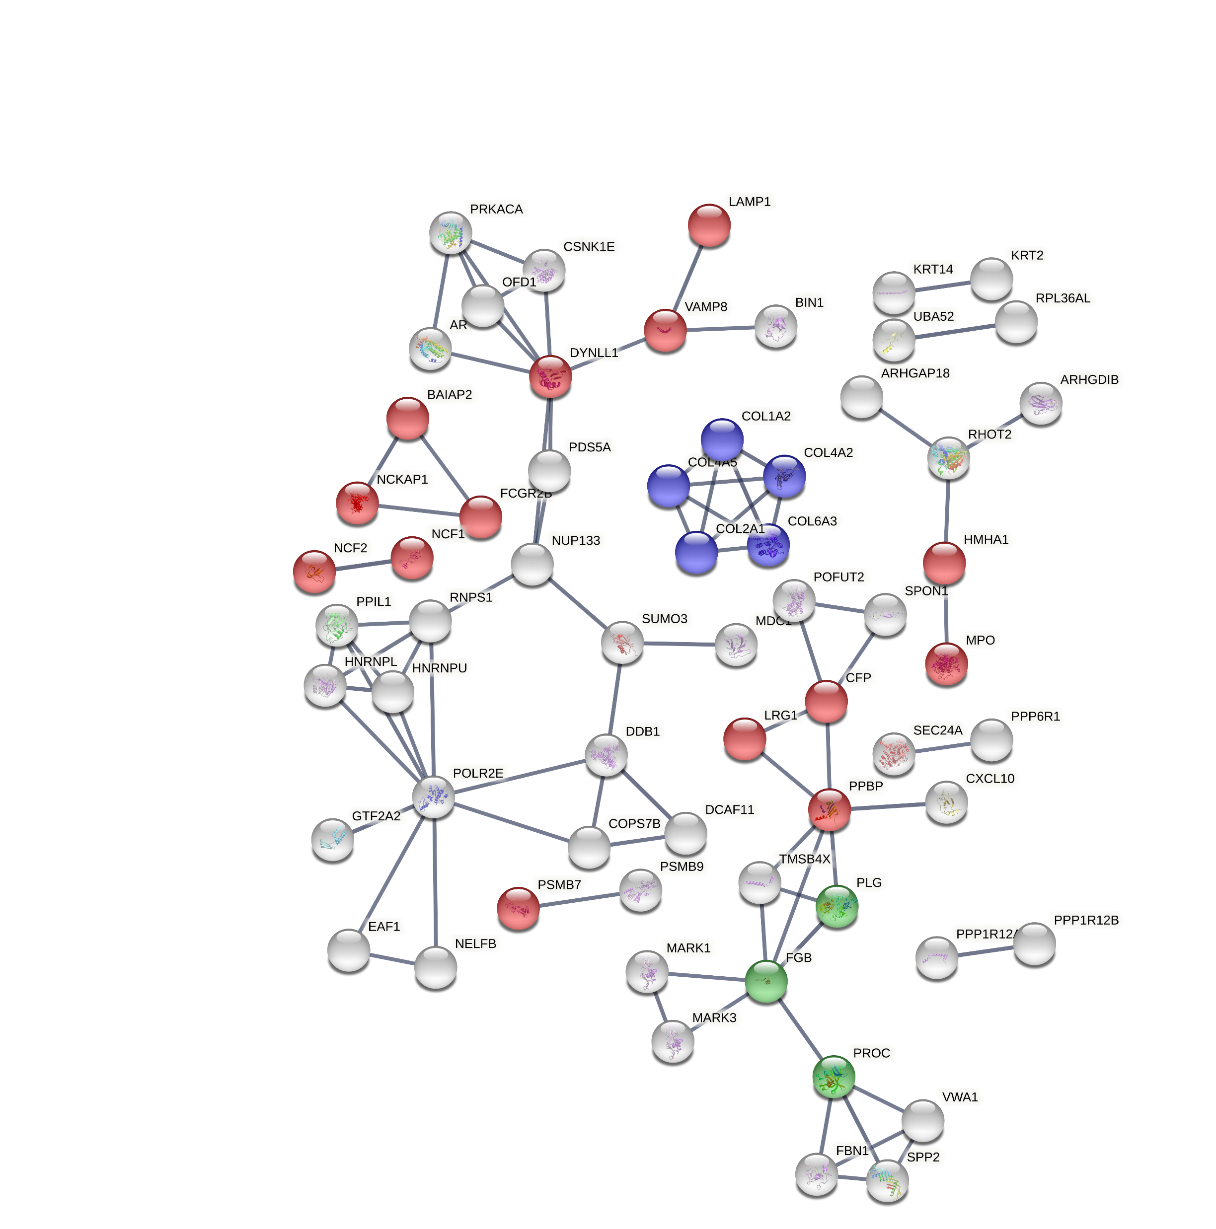 LAMP1
PRKACA
CSNK1E
KRT2
KRT14
OFD1
RPL36AL
BIN1
VAMP8
UBA52
AR
DYNLL1
ARHGAP18
ARHGDIB
BAIAP2
COL1A2
RHOT2
PDS5A
COL4A2
COL4A5
NCKAP1
FCGR2B
COL6A3
COL2A1
NCF1
HMHA1
NUP133
NCF2
POFUT2
SPON1
RNPS1
PPIL1
SUMO3
MDC1
MPO
HNRNPL
HNRNPU
CFP
LRG1
PPP6R1
SEC24A
DDB1
POLR2E
CXCL10
PPBP
DCAF11
GTF2A2
COPS7B
TMSB4X
PSMB9
PLG
PSMB7
PPP1R12B
EAF1
PPP1R12A
NELFB
MARK1
FGB
MARK3
PROC
VWA1
FBN1
SPP2